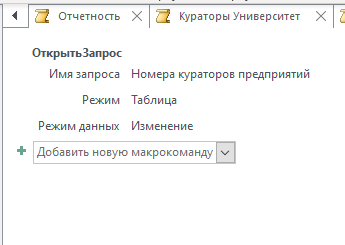 Отчетность
Кураторы Университет
ОткрытьЗапрос
Имя запроса Номера кураторов предприятий
Режим Таблица
Режим данных Изменение
Добавить новую макрокоманду